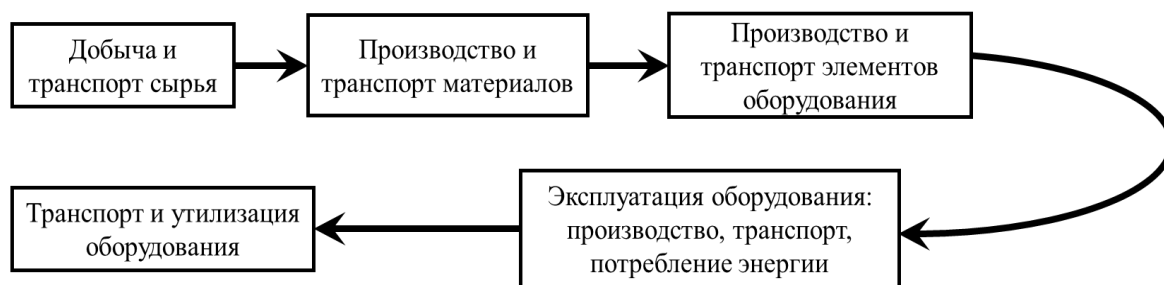 Добыча и
транспорт сырья
Производство и
транспорт материалов
Производство и
транспорт элементов
оборудования
Эксплуатация оборудования:
производство, транспорт,
потребление энергии
Транспорт и утилизация
оборудования